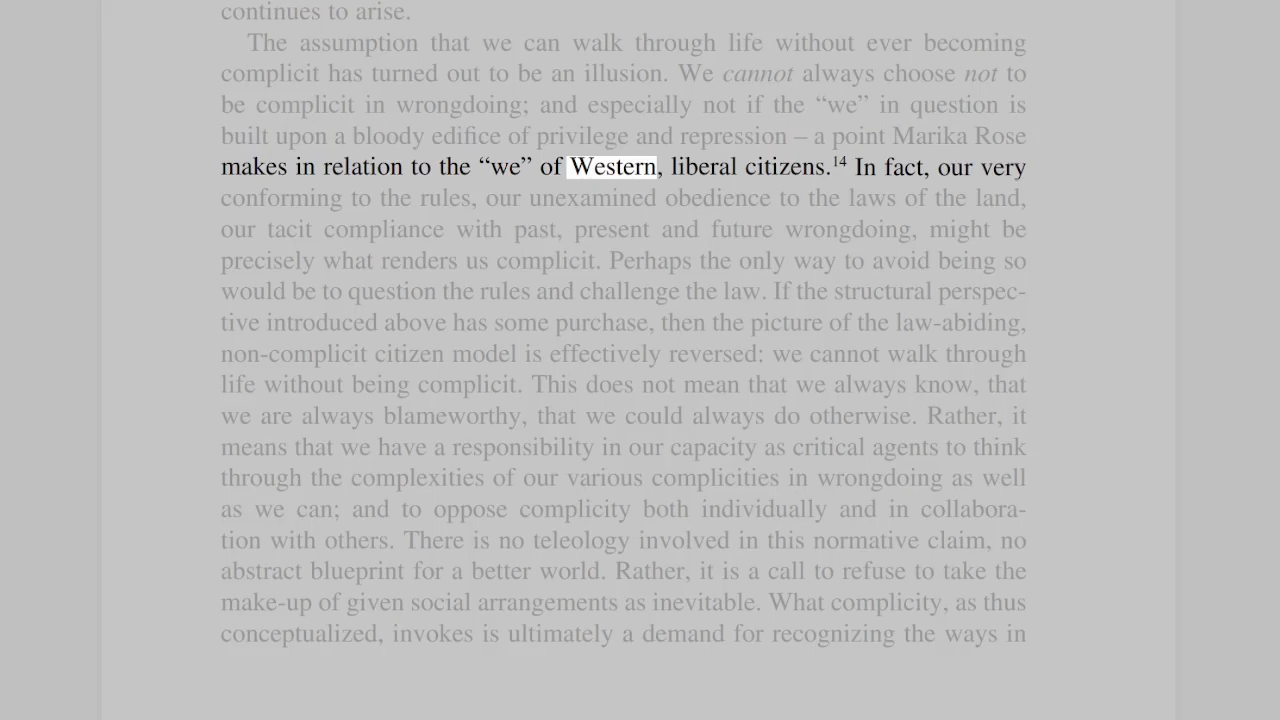 continues to arise.
The assumption that we can walk through life without ever becoming
complicit has turned out to be an illusion. We cannot always choose not to
be complicit in wrongdoing; and especially not if the “we” in question is
built upon a bloody edifice of privilege and repression – a point Marika Rose
makes in relation to the “we” of Western, liberal citizens.¹⁴ In fact, our very
conforming to the rules, our unexamined obedience to the laws of the land,
our tacit compliance with past, present and future wrongdoing, might be
precisely what renders us complicit. Perhaps the only way to avoid being so
would be to question the rules and challenge the law. If the structural perspec-
tive introduced above has some purchase, then the picture of the law-abiding,
non-complicit citizen model is effectively reversed: we cannot walk through
life without being complicit. This does not mean that we always know, that
we are always blameworthy, that we could always do otherwise. Rather, it
means that we have a responsibility in our capacity as critical agents to think
through the complexities of our various complicities in wrongdoing as well
as we can; and to oppose complicity both individually and in collabora-
tion with others. There is no teleology involved in this normative claim, no
abstract blueprint for a better world. Rather, it is a call to refuse to take the
make-up of given social arrangements as inevitable. What complicity, as thus
conceptualized, invokes is ultimately a demand for recognizing the ways in